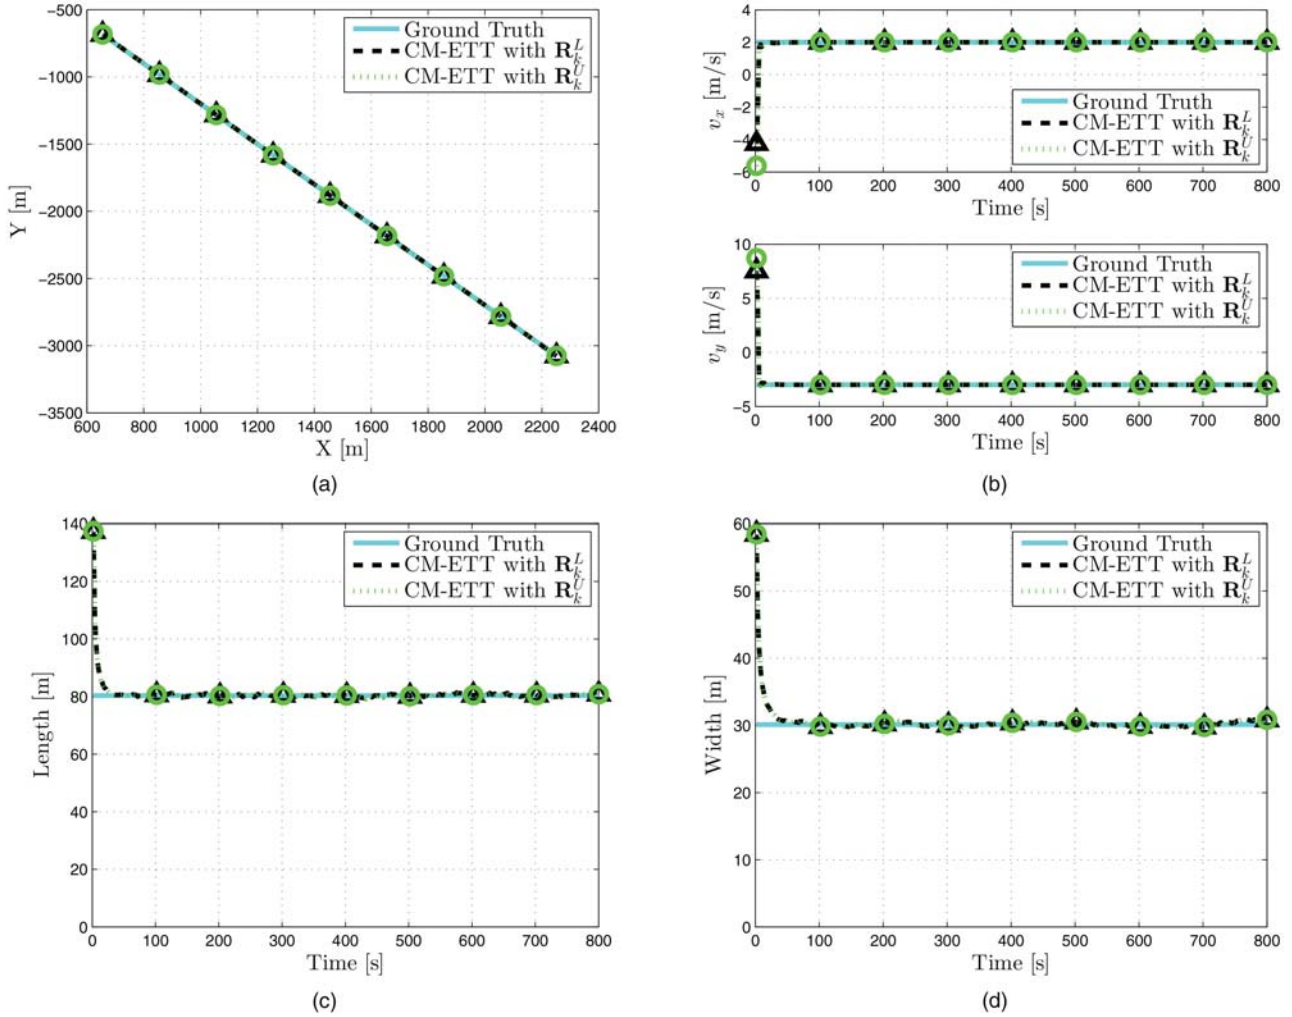 -500
-1000
-1500
-2000
-2500
-3000
-3500
Y [m]
600 800 1000 1200 1400 1600 1800 2000 2200 2400
X [m]
Ground Truth
CM-ETT with R_k^L
CM-ETT with R_k^U
(a)
4
2
0
-2
-4
-6
v_x [m/s]
0 100 200 300 400 500 600 700 800
Time [s]
Ground Truth
CM-ETT with R_k^L
CM-ETT with R_k^U
10
5
0
-5
v_y [m/s]
0 100 200 300 400 500 600 700 800
Time [s]
Ground Truth
CM-ETT with R_k^L
CM-ETT with R_k^U
(b)
140
120
100
80
60
40
20
0
Length [m]
0 100 200 300 400 500 600 700 800
Time [s]
Ground Truth
CM-ETT with R_k^L
CM-ETT with R_k^U
(c)
60
50
40
30
20
10
0
Width [m]
0 100 200 300 400 500 600 700 800
Time [s]
Ground Truth
CM-ETT with R_k^L
CM-ETT with R_k^U
(d)